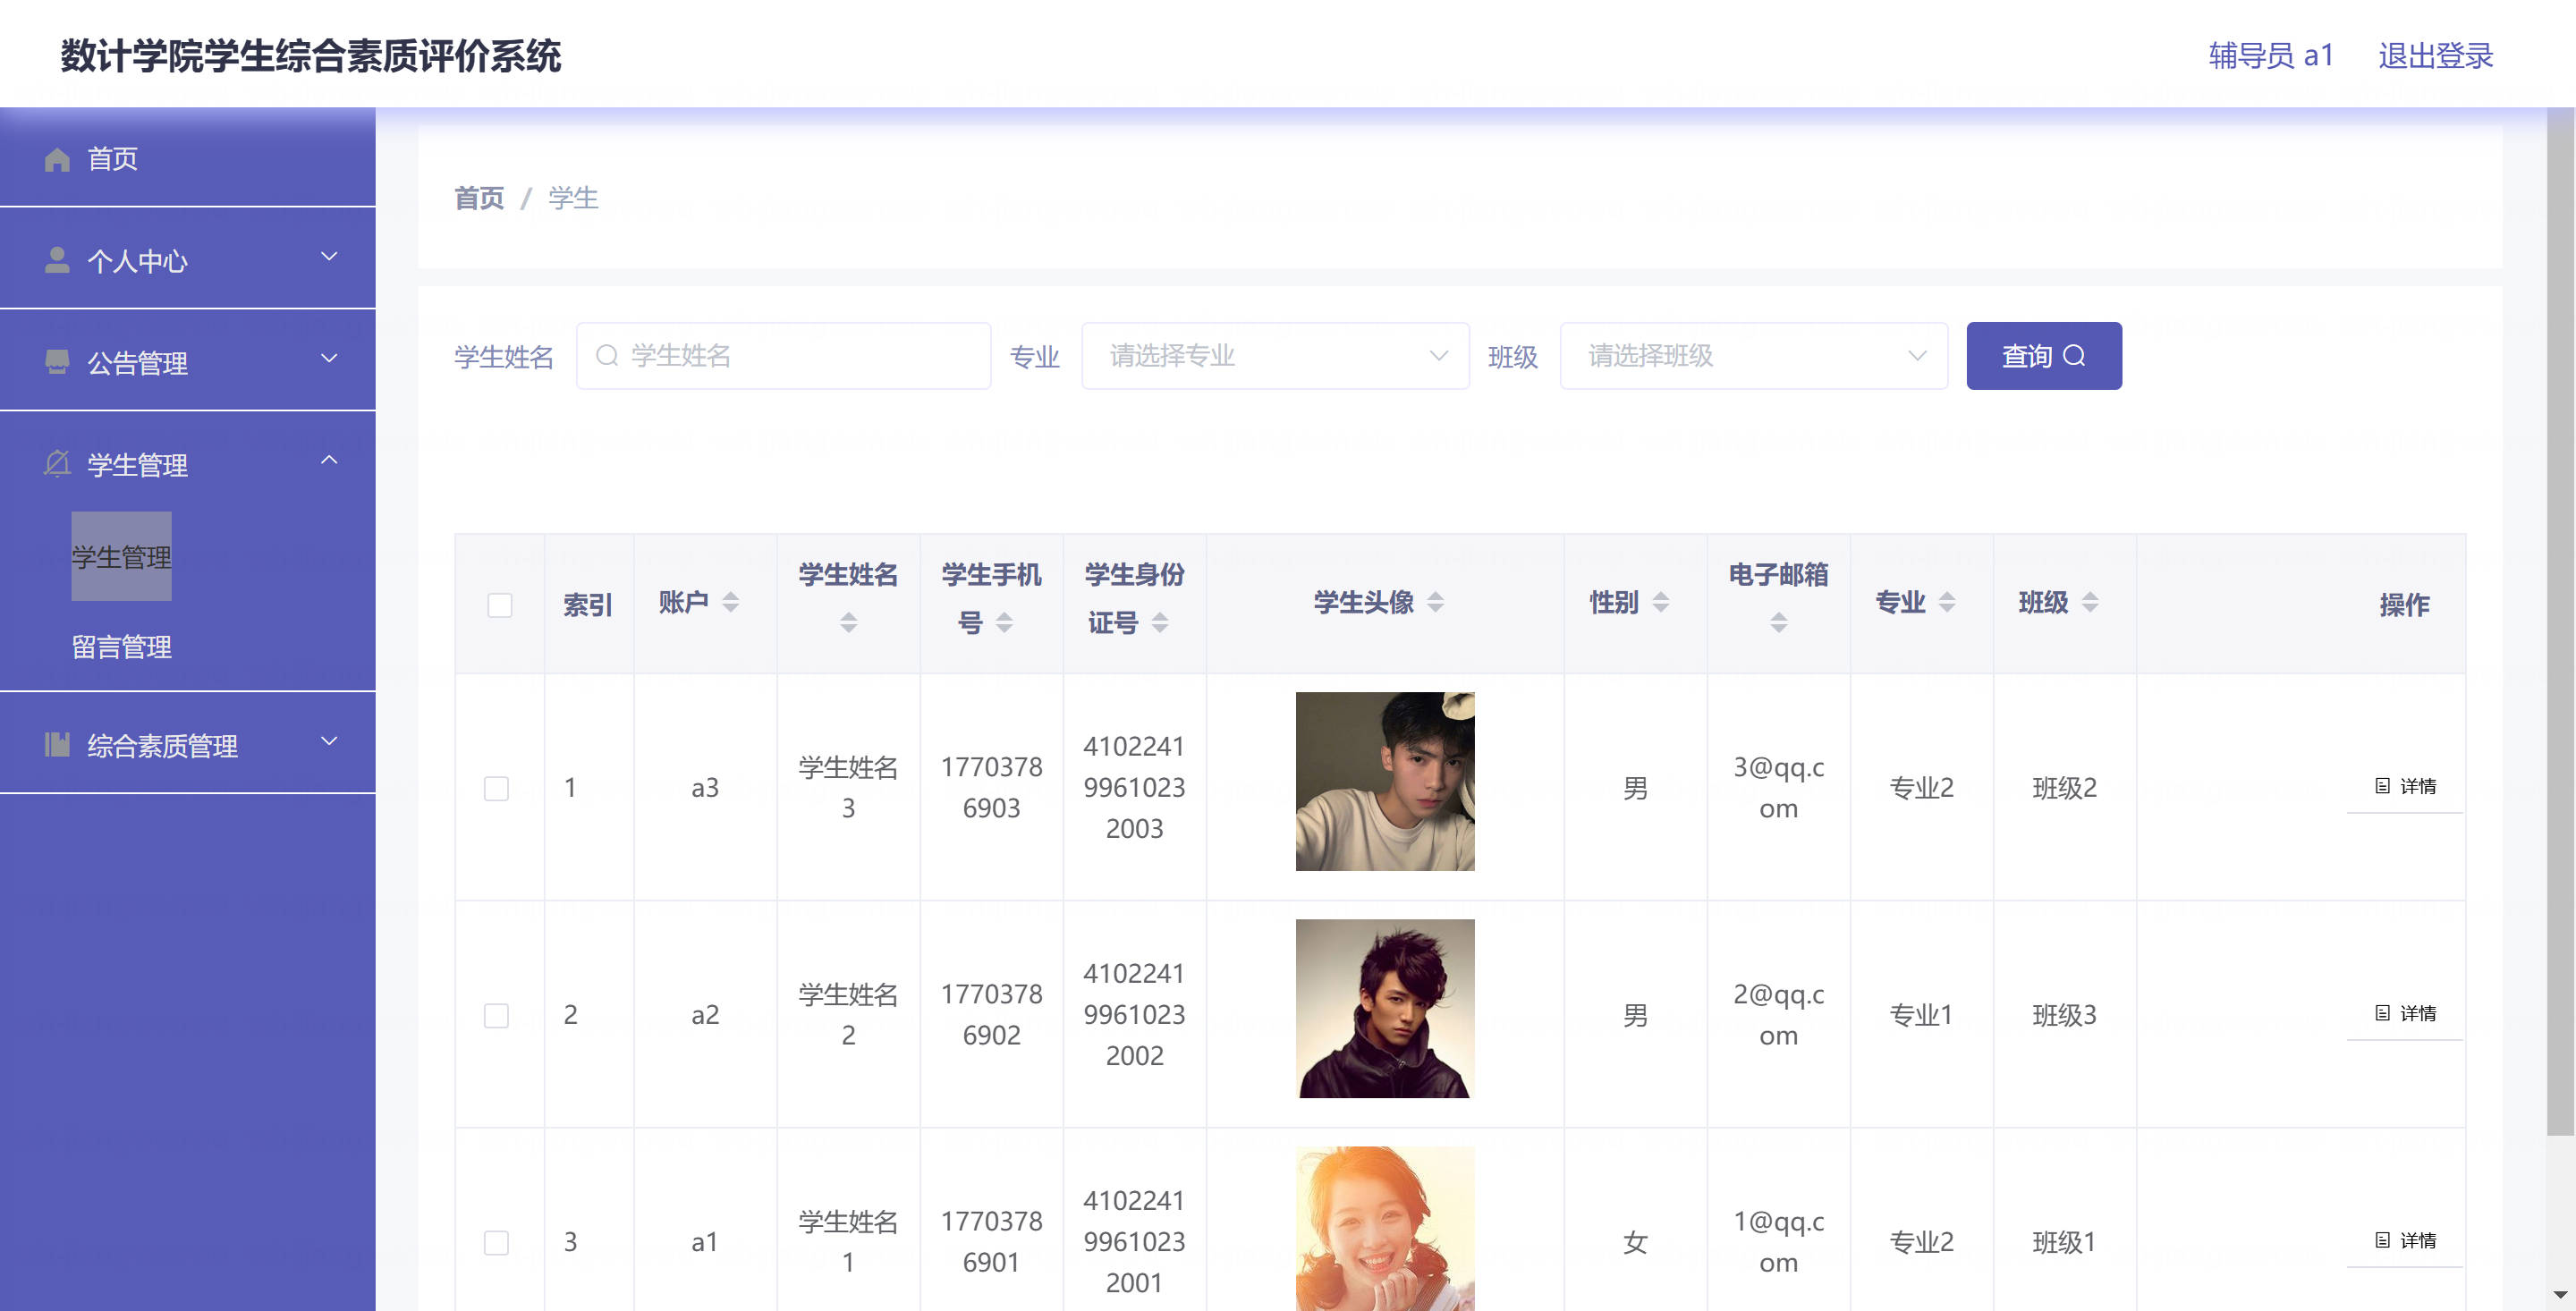 数计学院学生综合素质评价系统
辅导员 a1 退出登录
首页
个人中心
公告管理
学生管理
学生管理
留言管理
综合素质管理
首页 / 学生
学生姓名 学生姓名 专业 请选择专业 班级 请选择班级 查询
索引 账户 学生姓名 学生手机号 学生身份证号 学生头像 性别 电子邮箱 专业 班级 操作
1 a3 学生姓名3 17703786903 410224199610232003 男 3@qq.com 专业2 班级2 详情
2 a2 学生姓名2 17703786902 410224199610232002 男 2@qq.com 专业1 班级3 详情
3 a1 学生姓名1 17703786901 410224199610232001 女 1@qq.com 专业2 班级1 详情